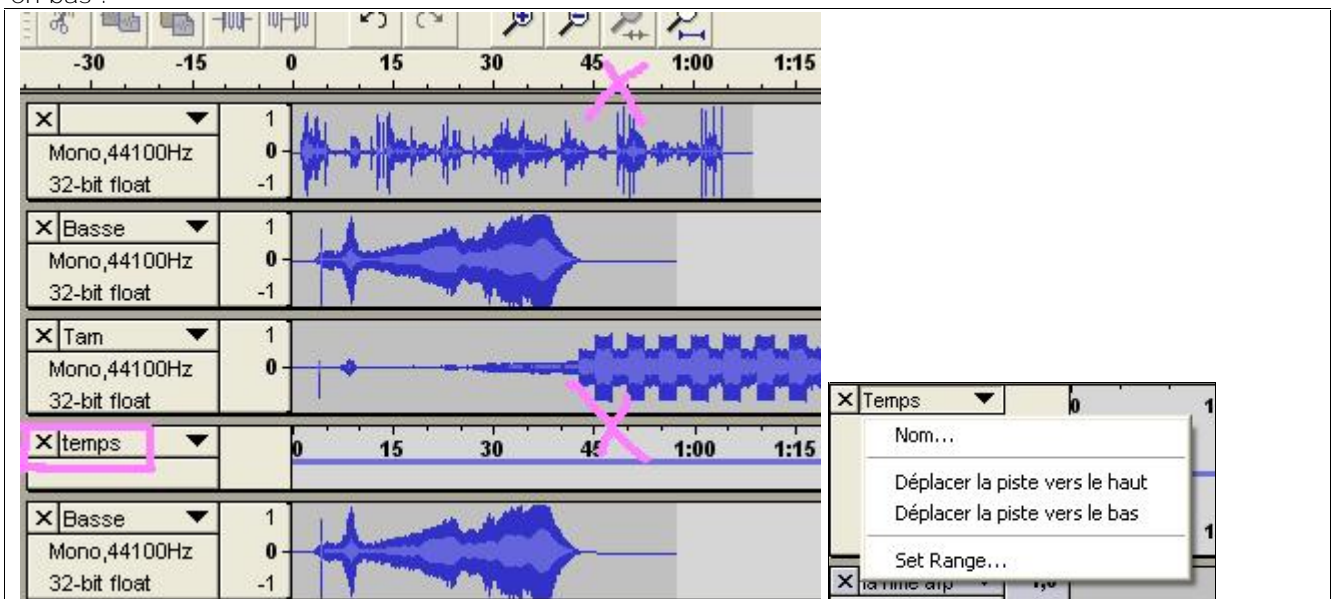 en bas :
-30 -15 0 15 30 45 1:00 1:15
Mono,44100Hz
32-bit float
1
0
-1
Basse
Mono,44100Hz
32-bit float
1
0
-1
Tam
Mono,44100Hz
32-bit float
1
0
temps
0 15 30 45 1:00 1:15
Basse
Mono,44100Hz
32-bit float
1
0
-1
Temps
0 1
Nom...
Déplacer la piste vers le haut
Déplacer la piste vers le bas
1
Set Range...